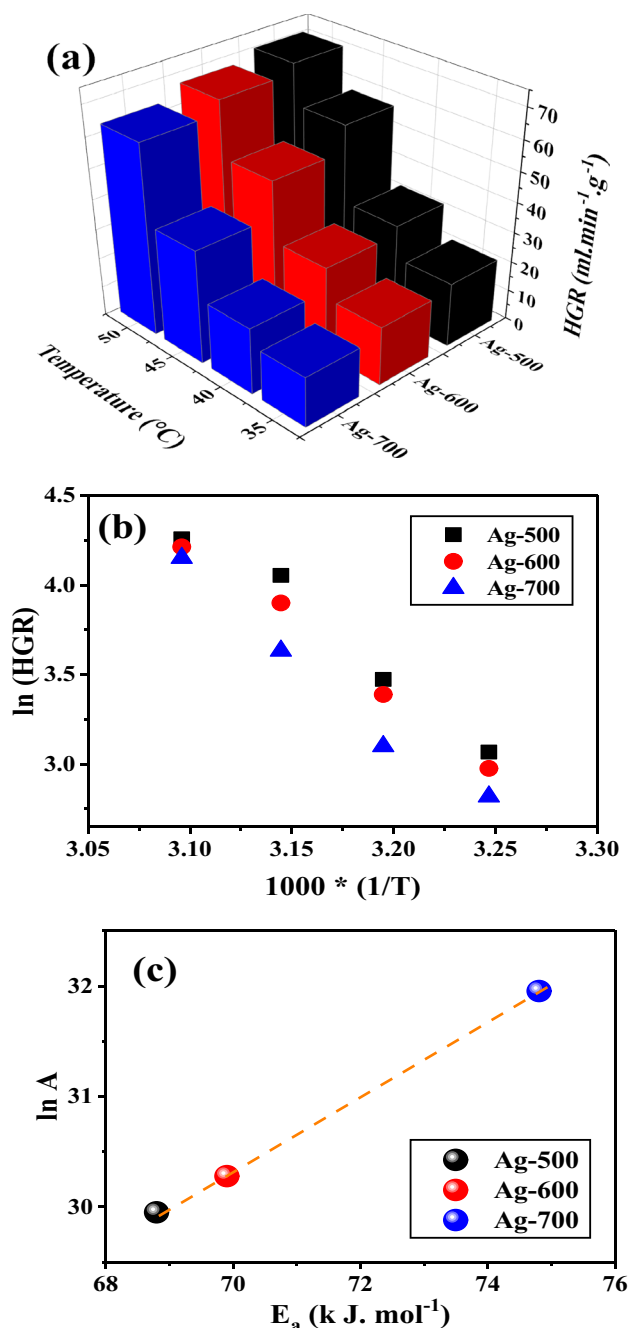 (a)
70
60
50
40
30
20
10
0
HGR (ml.min⁻¹.g⁻¹)
50
45
40
35
Temperature (°C)
Ag-500
Ag-600
Ag-700
(b)
4.5
4.0
3.5
3.0
ln (HGR)
Ag-500
Ag-600
Ag-700
3.05 3.10 3.15 3.20 3.25 3.30
1000 * (1/T)
(c)
32
31
30
ln A
Ag-500
Ag-600
Ag-700
68 70 72 74 76
Eₐ (k J. mol⁻¹)